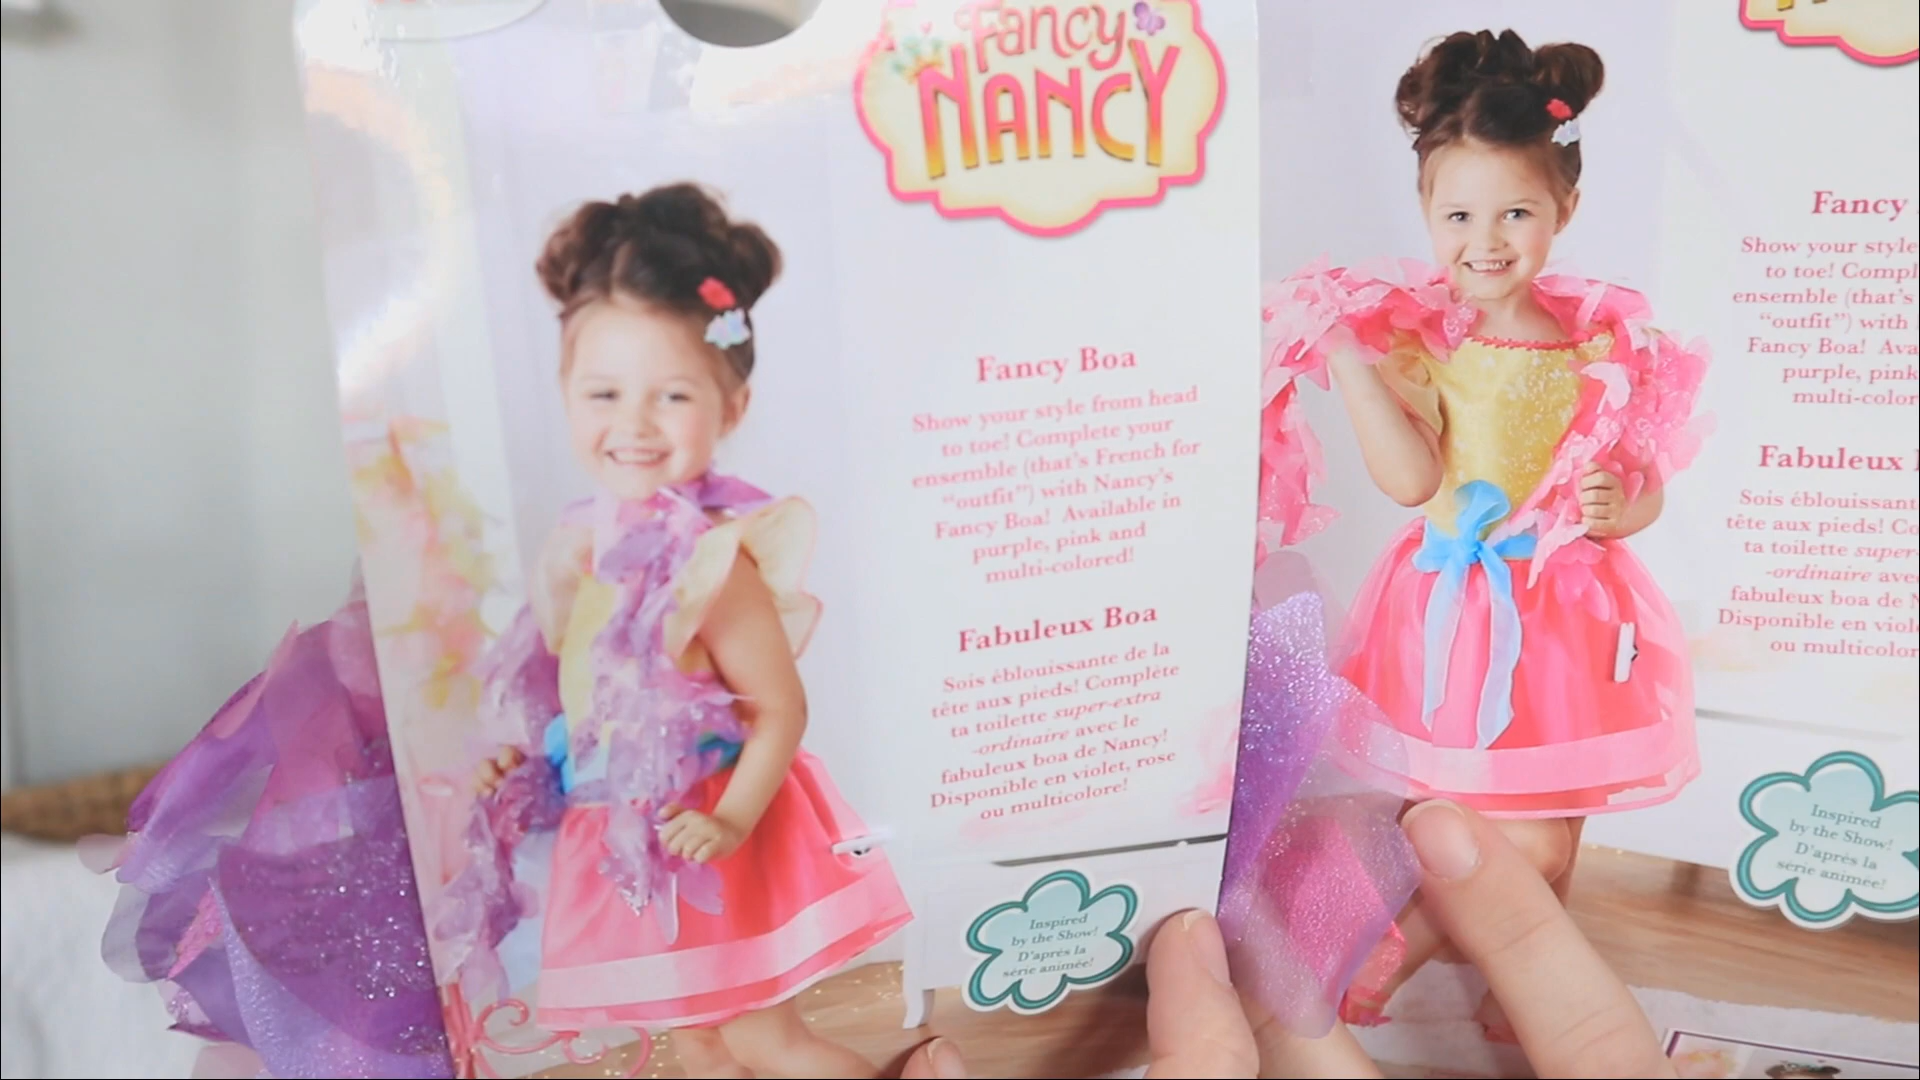 Fancy
NANCY
Fancy Boa
Show your style from head
to toe! Complete your
ensemble (that's French for
"outfit") with Nancy's
Fancy Boa! Available in
purple, pink and
multi-colored!
Fabuleux Boa
Sois éblouissante de la
tête aux pieds! Complète
ta toilette super-extra
-ordinaire avec le
fabuleux boa de Nancy!
Disponible en violet, rose
ou multicolore!
Inspired
by the Show!
D'après la
série animée!
Fancy
Show your style
to toe! Compl
ensemble (that's
"outfit") with
Fancy Boa! Ava
purple, pink
multi-color
Fabuleux
Sois éblouissant
tête aux pieds! Co
ta toilette super-
-ordinaire ave
fabuleux boa de N
Disponible en viol
ou multicolor
Inspired
by the Show!
D'après la
série animée!